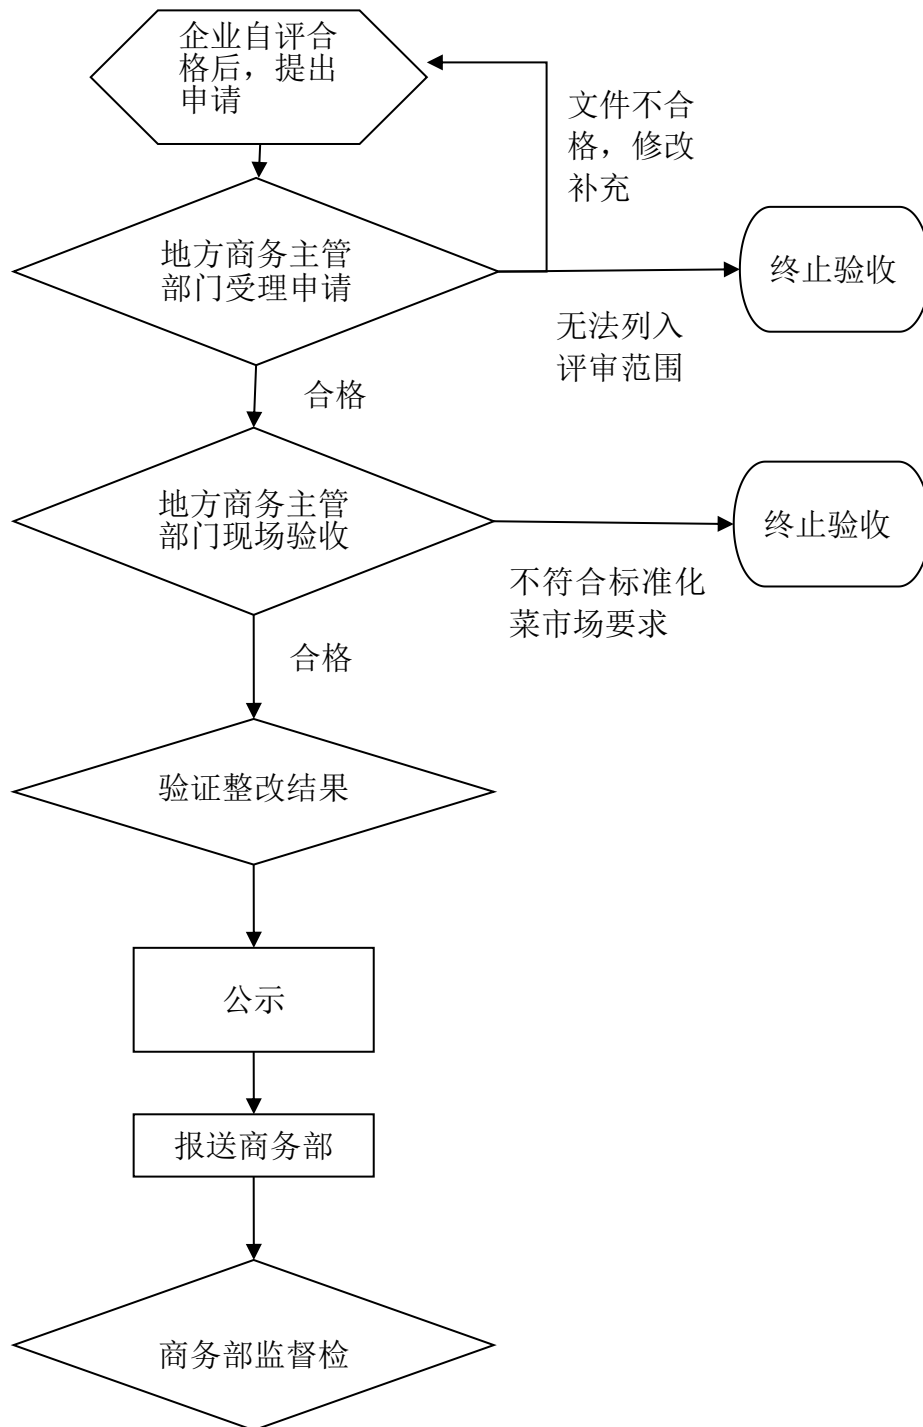 企业自评合
格后，提出
申请
文件不合
格，修改
补充
地方商务主管
部门受理申请
终止验收
无法列入
评审范围
合格
地方商务主管
部门现场验收
终止验收
不符合标准化
菜市场要求
合格
验证整改结果
公示
报送商务部
商务部监督检